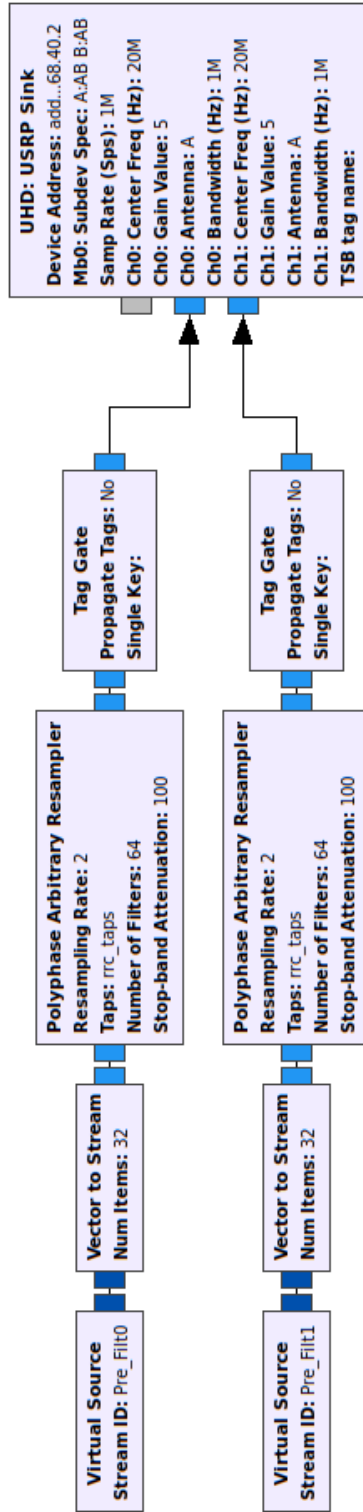 Virtual Source
Stream ID: Pre_Filt0
Vector to Stream
Num Items: 32
Polyphase Arbitrary Resampler
Resampling Rate: 2
Taps: rrc_taps
Number of Filters: 64
Stop-band Attenuation: 100
Tag Gate
Propagate Tags: No
Single Key:
Virtual Source
Stream ID: Pre_Filt1
Vector to Stream
Num Items: 32
Polyphase Arbitrary Resampler
Resampling Rate: 2
Taps: rrc_taps
Number of Filters: 64
Stop-band Attenuation: 100
Tag Gate
Propagate Tags: No
Single Key:
UHD: USRP Sink
Device Address: add...68.40.2
Mb0: Subdev Spec: A:AB B:AB
Samp Rate (Sps): 1M
Ch0: Center Freq (Hz): 20M
Ch0: Gain Value: 5
Ch0: Antenna: A
Ch0: Bandwidth (Hz): 1M
Ch1: Center Freq (Hz): 20M
Ch1: Gain Value: 5
Ch1: Antenna: A
Ch1: Bandwidth (Hz): 1M
TSB tag name: